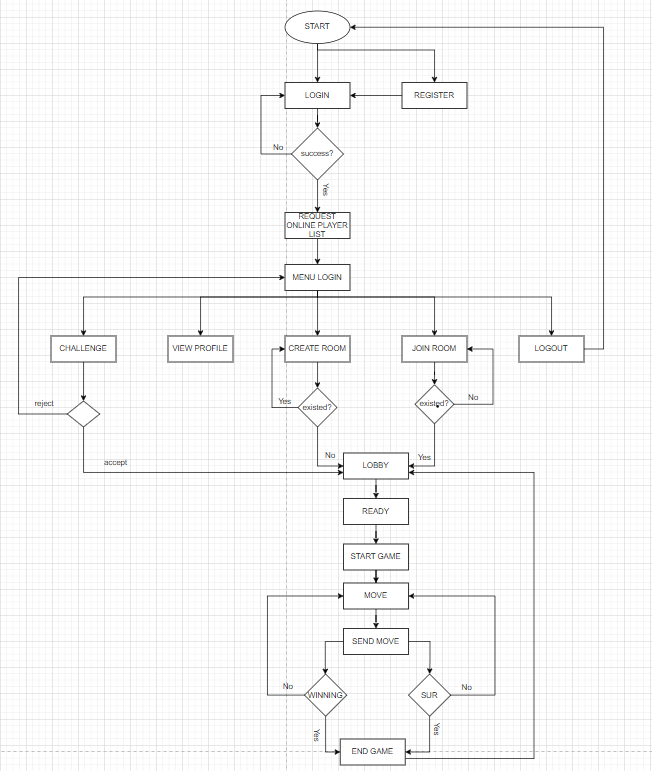 START
LOGIN
REGISTER
No
success?
Yes
REQUEST
ONLINE PLAYER
LIST
MENU LOGIN
CHALLENGE
VIEW PROFILE
CREATE ROOM
JOIN ROOM
LOGOUT
reject
Yes
existed?
existed?
No
accept
No
Yes
LOBBY
READY
START GAME
MOVE
SEND MOVE
No
WINNING
SUR
No
Yes
Yes
END GAME